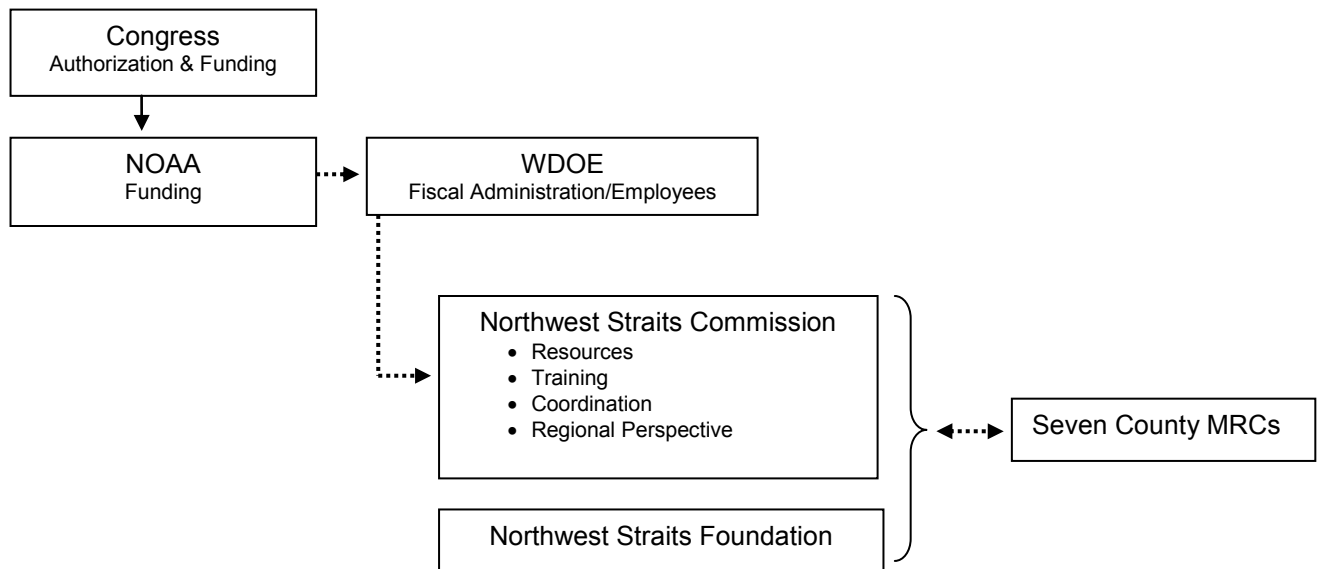 Congress
Authorization & Funding
NOAA
Funding
WDOE
Fiscal Administration/Employees
Northwest Straits Commission
• Resources
• Training
• Coordination
• Regional Perspective
Seven County MRCs
Northwest Straits Foundation